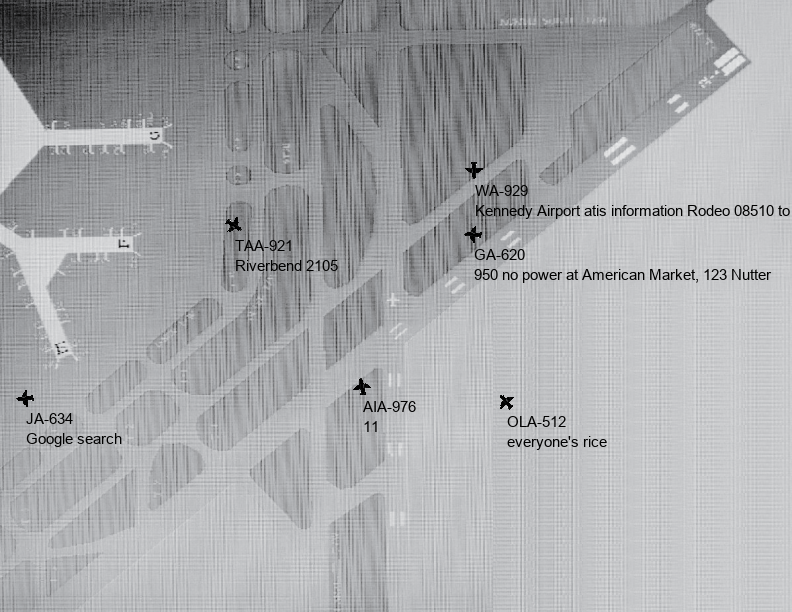 G
WA-929
Kennedy Airport atis information Rodeo 08510 to
TAA-921
Riverbend 2105
GA-620
950 no power at American Market, 123 Nutter
F
JA-634
Google search
AIA-976
11
OLA-512
everyone's rice